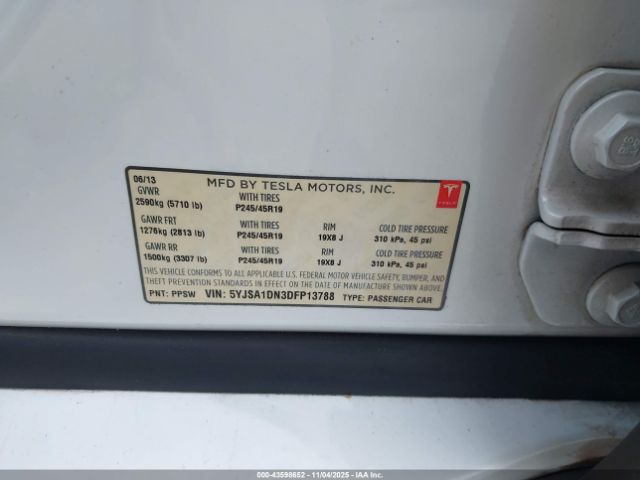 06/13 MFD BY TESLA MOTORS, INC.
GVWR WITH TIRES
2590kg (5710 lb) P245/45R19
GAWR FRT WITH TIRES RIM COLD TIRE PRESSURE
1276kg (2813 lb) P245/45R19 19X8 J 310 kPa, 45 psi
GAWR RR WITH TIRES RIM COLD TIRE PRESSURE
1500kg (3307 lb) P245/45R19 19X8 J 310 kPa, 45 psi
THIS VEHICLE CONFORMS TO ALL APPLICABLE U.S. FEDERAL MOTOR VEHICLE SAFETY, BUMPER, AND
THEFT PREVENTION STANDARDS IN EFFECT ON THE DATE OF MANUFACTURE SHOWN ABOVE.
PNT: PPSW VIN: 5YJSA1DN3DFP13788 TYPE: PASSENGER CAR
TESLA
000-43598652 - 11/04/2025 - IAAI.COM